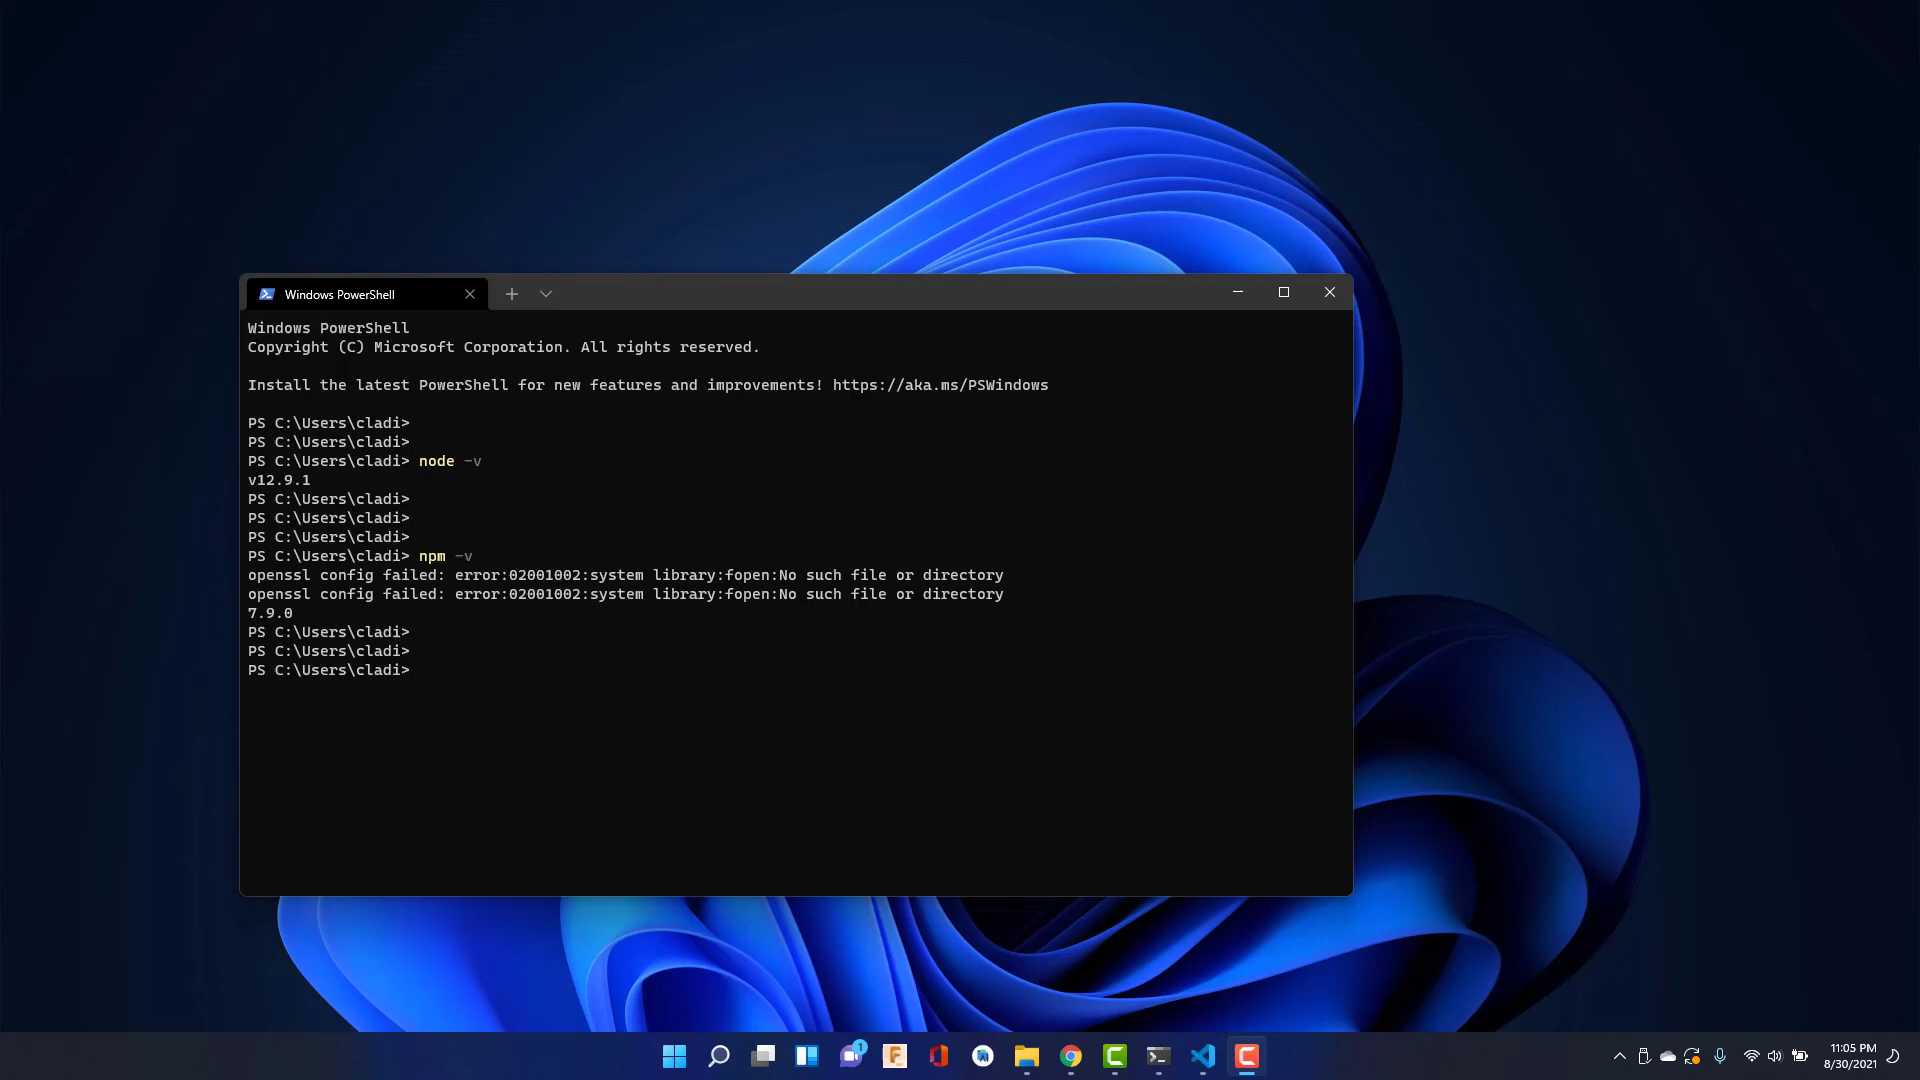 Windows PowerShell
Windows PowerShell
Copyright (C) Microsoft Corporation. All rights reserved.
Install the latest PowerShell for new features and improvements! https://aka.ms/PSWindows
PS C:\Users\cladi>
PS C:\Users\cladi>
PS C:\Users\cladi> node -v
v12.9.1
PS C:\Users\cladi>
PS C:\Users\cladi>
PS C:\Users\cladi>
PS C:\Users\cladi> npm -v
openssl config failed: error:02001002:system library:fopen:No such file or directory
openssl config failed: error:02001002:system library:fopen:No such file or directory
7.9.0
PS C:\Users\cladi>
PS C:\Users\cladi>
PS C:\Users\cladi>
1
11:05 PM
8/30/2021